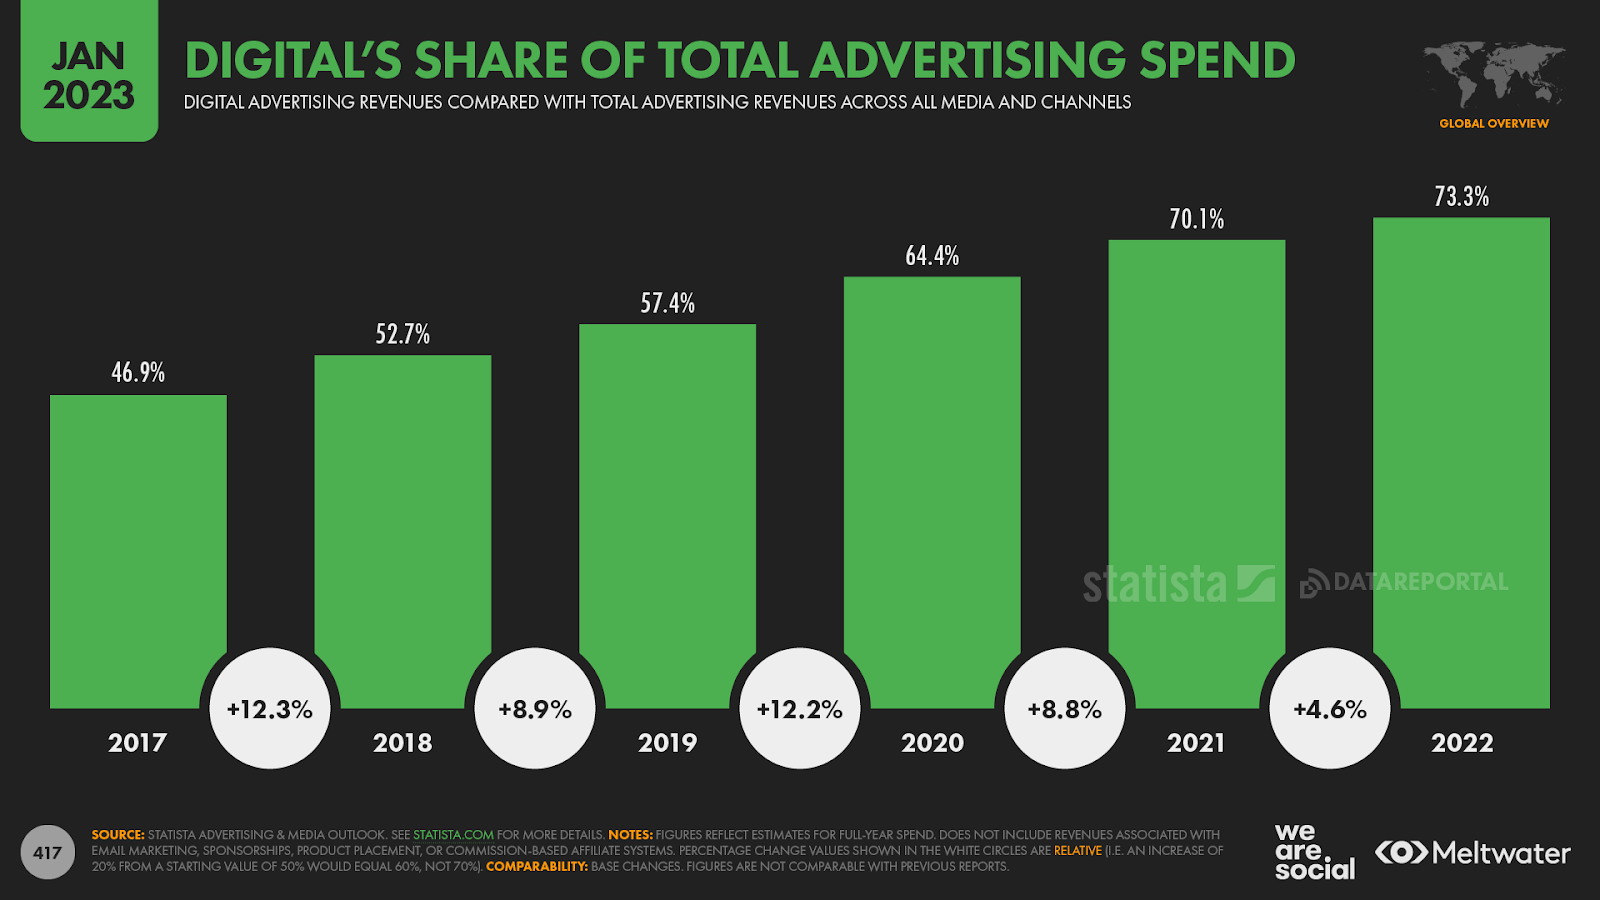 JAN
2023
DIGITAL’S SHARE OF TOTAL ADVERTISING SPEND
DIGITAL ADVERTISING REVENUES COMPARED WITH TOTAL ADVERTISING REVENUES ACROSS ALL MEDIA AND CHANNELS
GLOBAL OVERVIEW
46.9%
52.7%
57.4%
64.4%
70.1%
73.3%
statista
DATAREPORTAL
+12.3%
+8.9%
+12.2%
+8.8%
+4.6%
2017
2018
2019
2020
2021
2022
417
SOURCE: STATISTA ADVERTISING & MEDIA OUTLOOK. SEE STATISTA.COM FOR MORE DETAILS. NOTES: FIGURES REFLECT ESTIMATES FOR FULL-YEAR SPEND. DOES NOT INCLUDE REVENUES ASSOCIATED WITH
EMAIL MARKETING, SPONSORSHIPS, PRODUCT PLACEMENT, OR COMMISSION-BASED AFFILIATE SYSTEMS. PERCENTAGE CHANGE VALUES SHOWN IN THE WHITE CIRCLES ARE RELATIVE (I.E. AN INCREASE OF
20% FROM A STARTING VALUE OF 50% WOULD EQUAL 60%, NOT 70%). COMPARABILITY: BASE CHANGES. FIGURES ARE NOT COMPARABLE WITH PREVIOUS REPORTS.
we
are
social
Meltwater